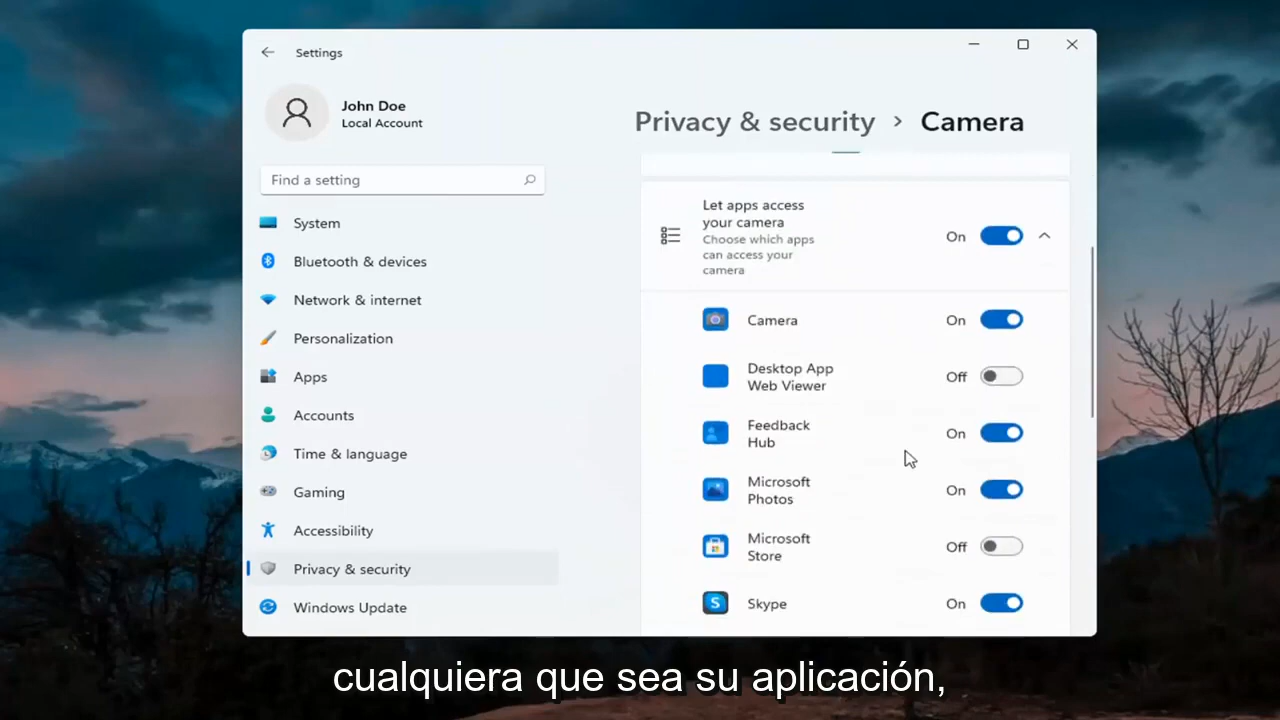 Settings
John Doe
Local Account
Find a setting
System
Bluetooth & devices
Network & internet
Personalization
Apps
Accounts
Time & language
Gaming
Accessibility
Privacy & security
Windows Update
Privacy & security > Camera
Let apps access
your camera
Choose which apps
can access your
camera
On
Camera
On
Desktop App
Web Viewer
Off
Feedback
Hub
On
Microsoft
Photos
On
Microsoft
Store
Off
Skype
On
cualquiera que sea su aplicación,